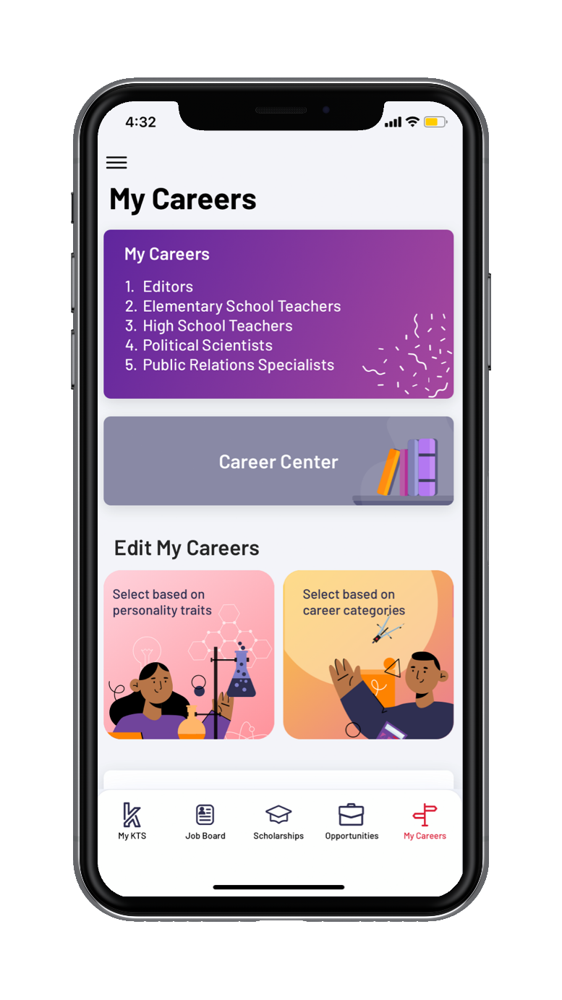 4:32
My Careers
My Careers
1. Editors
2. Elementary School Teachers
3. High School Teachers
4. Political Scientists
5. Public Relations Specialists
Career Center
Edit My Careers
Select based on
personality traits
Select based on
career categories
My KTS
Job Board
Scholarships
Opportunities
My Careers